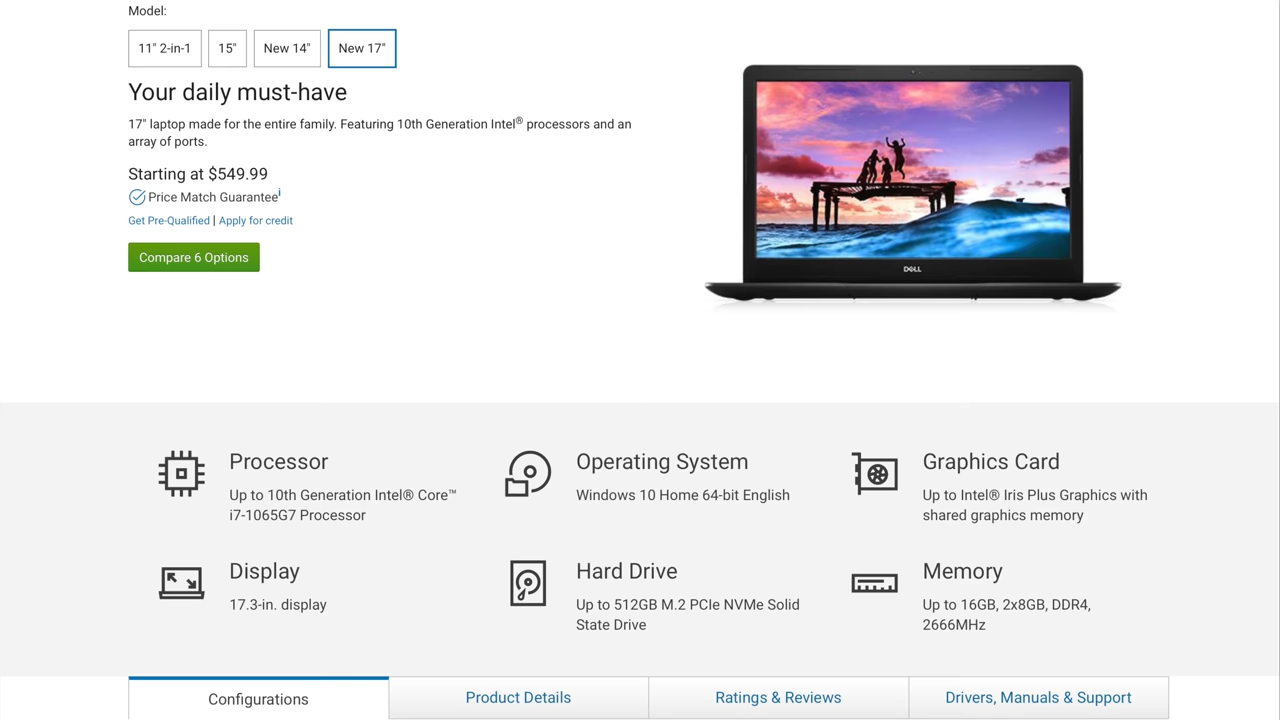 Model:
11" 2-in-1
15"
New 14"
New 17"
Your daily must-have
17" laptop made for the entire family. Featuring 10th Generation Intel® processors and an
array of ports.
Starting at $549.99
Price Match Guarantee i
Get Pre-Qualified | Apply for credit
Compare 6 Options
DELL
Processor
Up to 10th Generation Intel® Core™
i7-1065G7 Processor
Operating System
Windows 10 Home 64-bit English
Graphics Card
Up to Intel® Iris Plus Graphics with
shared graphics memory
Display
17.3-in. display
Hard Drive
Up to 512GB M.2 PCIe NVMe Solid
State Drive
Memory
Up to 16GB, 2x8GB, DDR4,
2666MHz
Configurations
Product Details
Ratings & Reviews
Drivers, Manuals & Support